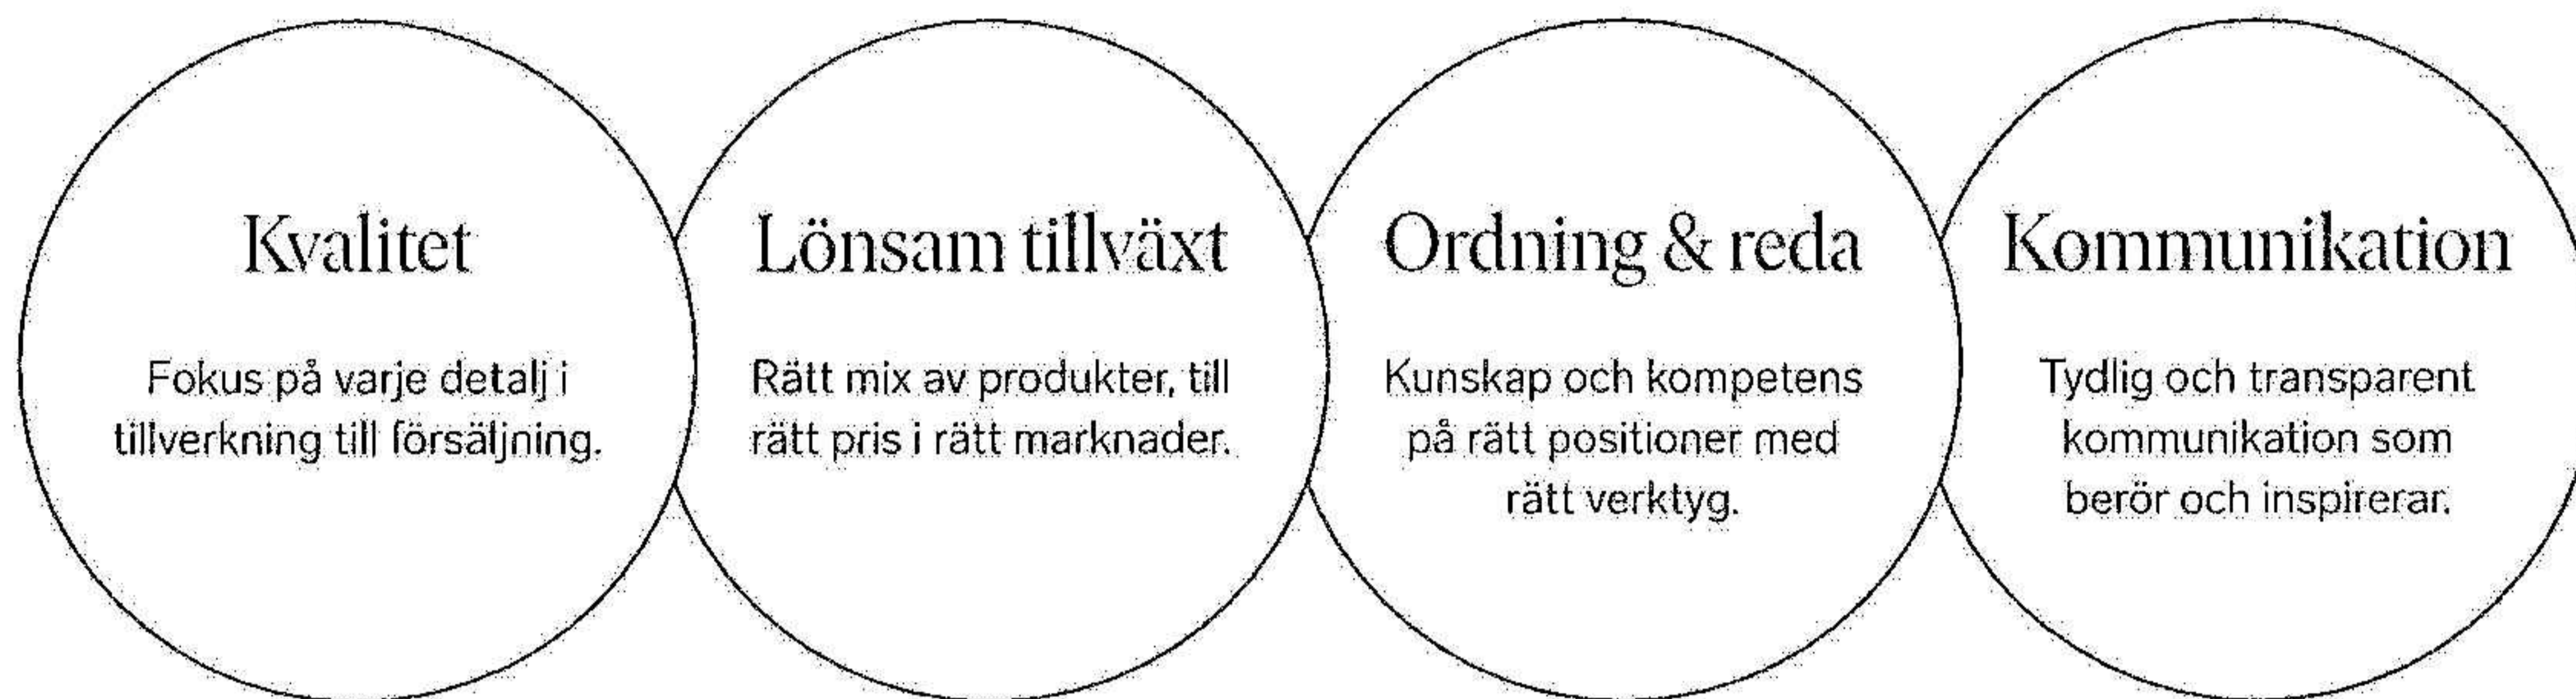 Kvalitet
Fokus på varje detalj i
tillverkning till försäljning.
Lönsam tillväxt
Rätt mix av produkter, till
rätt pris i rätt marknader.
Ordning & reda
Kunskap och kompetens
på rätt positioner med
rätt verktyg.
Kommunikation
Tydlig och transparent
kommunikation som
berör och inspirerar.